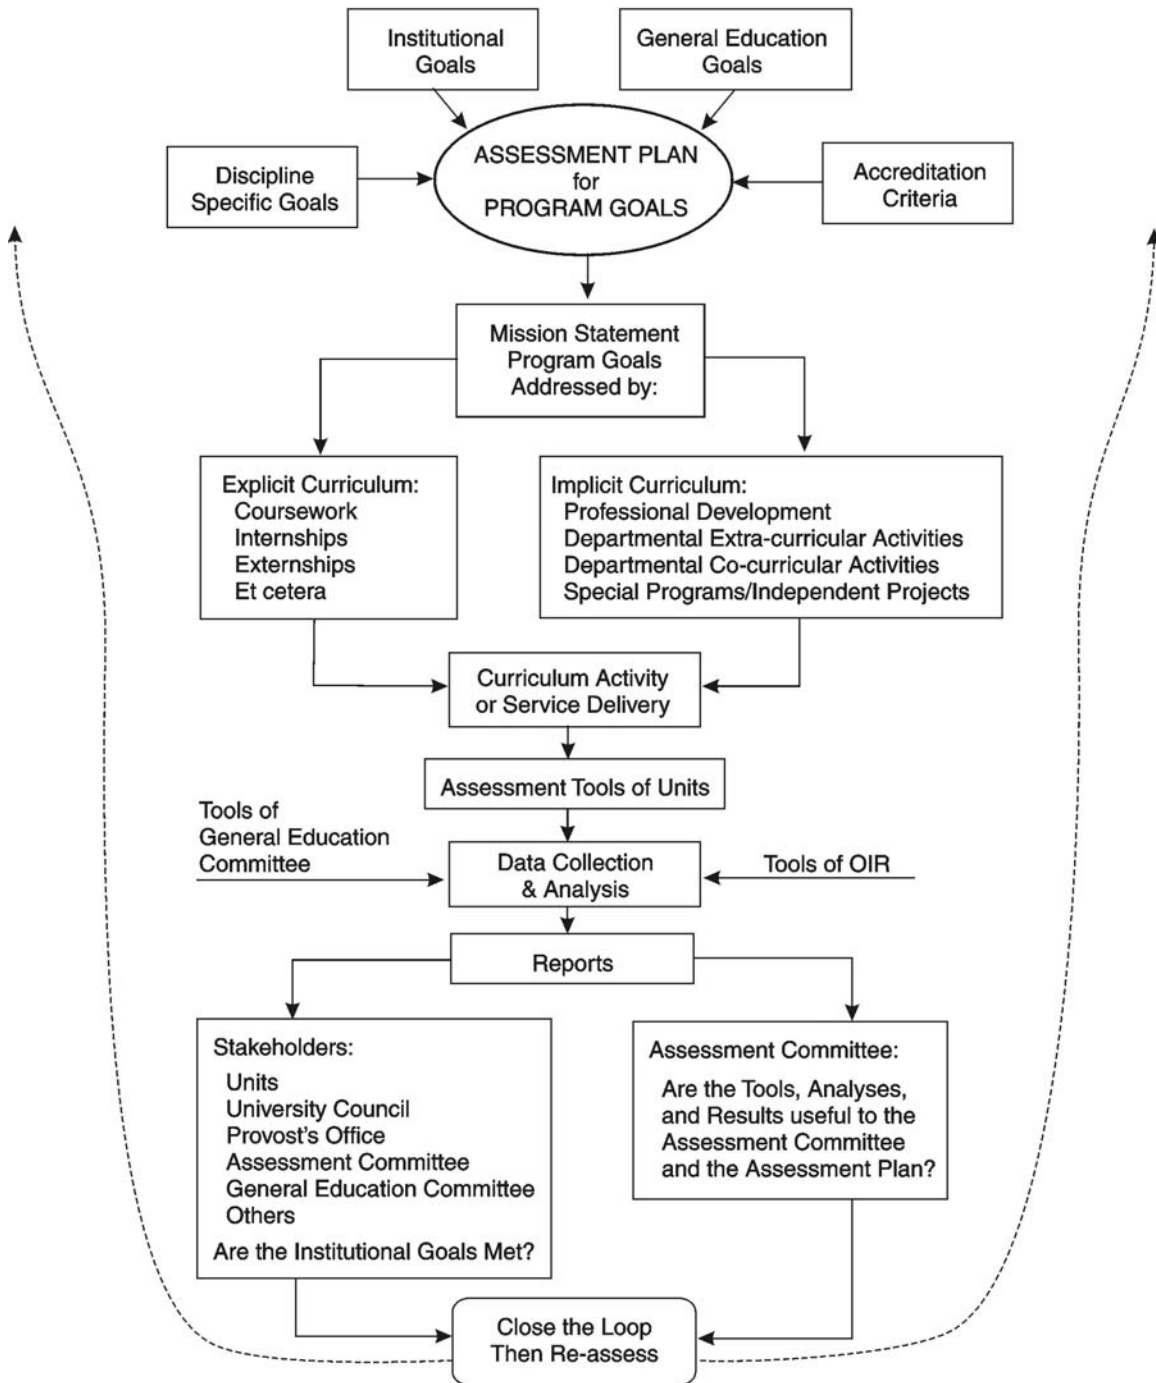 Institutional
Goals
General Education
Goals
ASSESSMENT PLAN
for
PROGRAM GOALS
Discipline
Specific Goals
Accreditation
Criteria
Mission Statement
Program Goals
Addressed by:
Explicit Curriculum:
Coursework
Internships
Externships
Et cetera
Implicit Curriculum:
Professional Development
Departmental Extra-curricular Activities
Departmental Co-curricular Activities
Special Programs/Independent Projects
Curriculum Activity
or Service Delivery
Assessment Tools of Units
Tools of
General Education
Committee
Data Collection
& Analysis
Tools of OIR
Reports
Stakeholders:
Units
University Council
Provost's Office
Assessment Committee
General Education Committee
Others
Are the Institutional Goals Met?
Assessment Committee:
Are the Tools, Analyses,
and Results useful to the
Assessment Committee
and the Assessment Plan?
Close the Loop
Then Re-assess